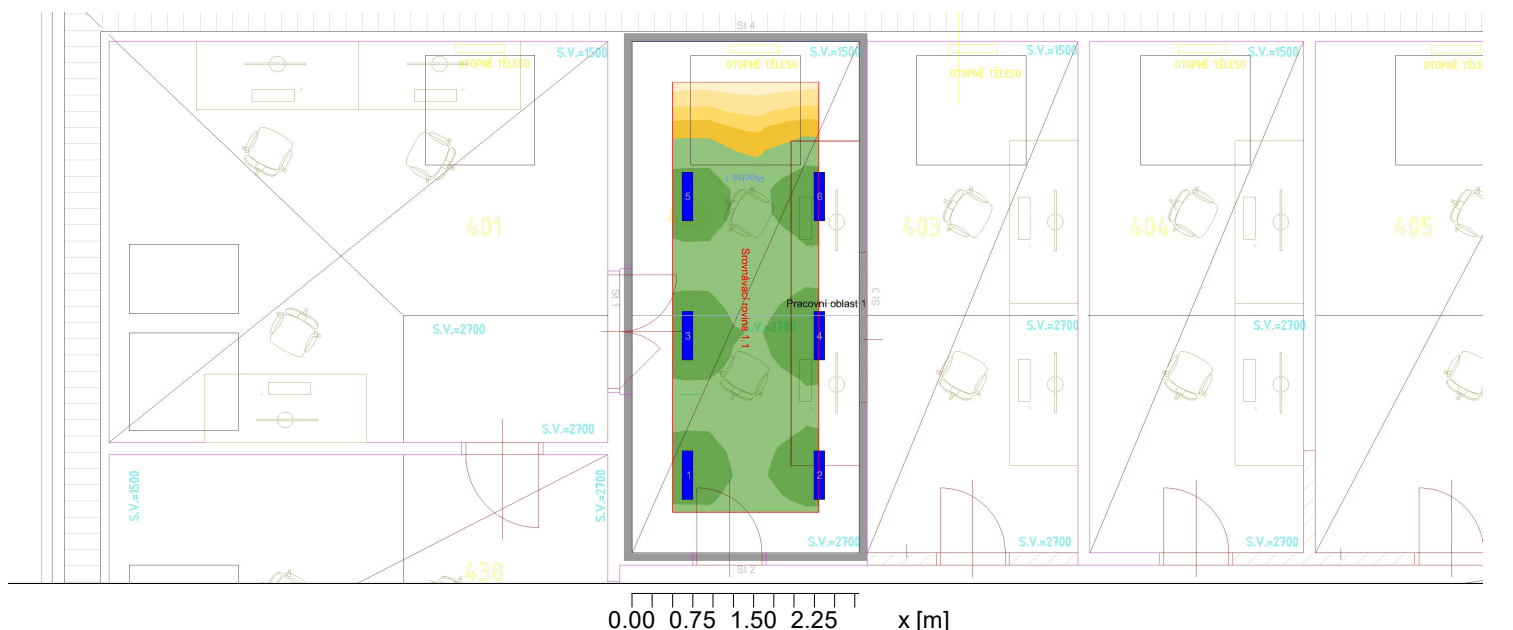 St 4
S.V.=1500
S.V.=1500
S.V.=1500
S.V.=1500
OTOPNÉ TĚLESO
OTOPNÉ TĚLESO
OTOPNÉ TĚLESO
OTOPNÉ TĚLESO
OTOPNÉ TĚLE
Plocha 1
5
6
401
403
404
405
Srovnávací rovina 1.1
St 1
St 3
Pracovní oblast 1
S.V.=2700
S.V.=2700
S.V.=2700
S.V.=2700
3
4
S.V.=2700
S.V.=1500
S.V.=2700
1
2
S.V.=2700
S.V.=2700
S.V.=2700
438
St 2
0.00 0.75 1.50 2.25 x [m]